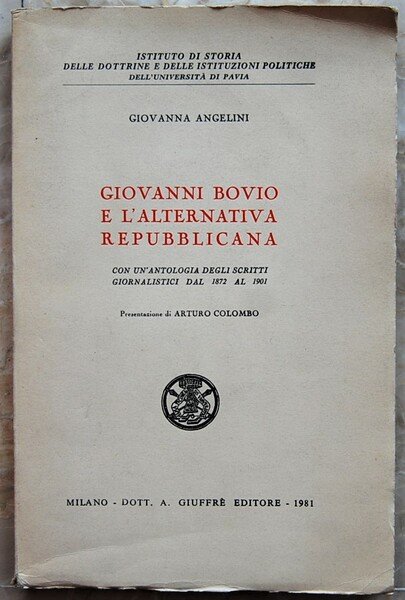 ISTITUTO DI STORIA
DELLE DOTTRINE E DELLE ISTITUZIONI POLITICHE
DELL'UNIVERSITÀ DI PAVIA
GIOVANNA ANGELINI
GIOVANNI BOVIO
E L'ALTERNATIVA
REPUBBLICANA
CON UN'ANTOLOGIA DEGLI SCRITTI
GIORNALISTICI DAL 1872 AL 1901
Presentazione di ARTURO COLOMBO
MILANO - DOTT. A. GIUFFRÈ EDITORE - 1981